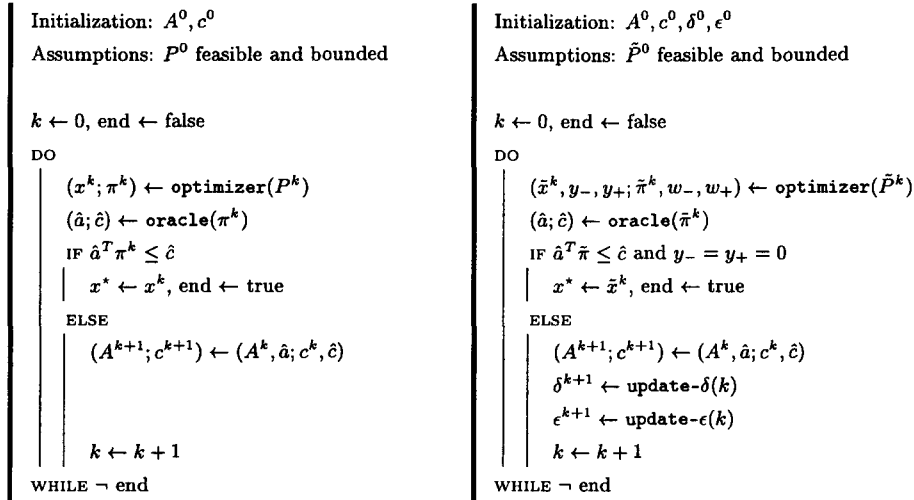 Initialization: A^0, c^0
Assumptions: P^0 feasible and bounded
k ← 0, end ← false
DO
(x^k; π^k) ← optimizer(P^k)
(â; ĉ) ← oracle(π^k)
IF â^T π^k ≤ ĉ
x^⋆ ← x^k, end ← true
ELSE
(A^{k+1}; c^{k+1}) ← (A^k, â; c^k, ĉ)
k ← k + 1
WHILE ¬ end
Initialization: A^0, c^0, δ^0, ϵ^0
Assumptions: P̃^0 feasible and bounded
k ← 0, end ← false
DO
(x̃^k, y_−, y_+; π̃^k, w_−, w_+) ← optimizer(P̃^k)
(â; ĉ) ← oracle(π̃^k)
IF â^T π̃ ≤ ĉ and y_− = y_+ = 0
x^⋆ ← x̃^k, end ← true
ELSE
(A^{k+1}; c^{k+1}) ← (A^k, â; c^k, ĉ)
δ^{k+1} ← update-δ(k)
ϵ^{k+1} ← update-ϵ(k)
k ← k + 1
WHILE ¬ end